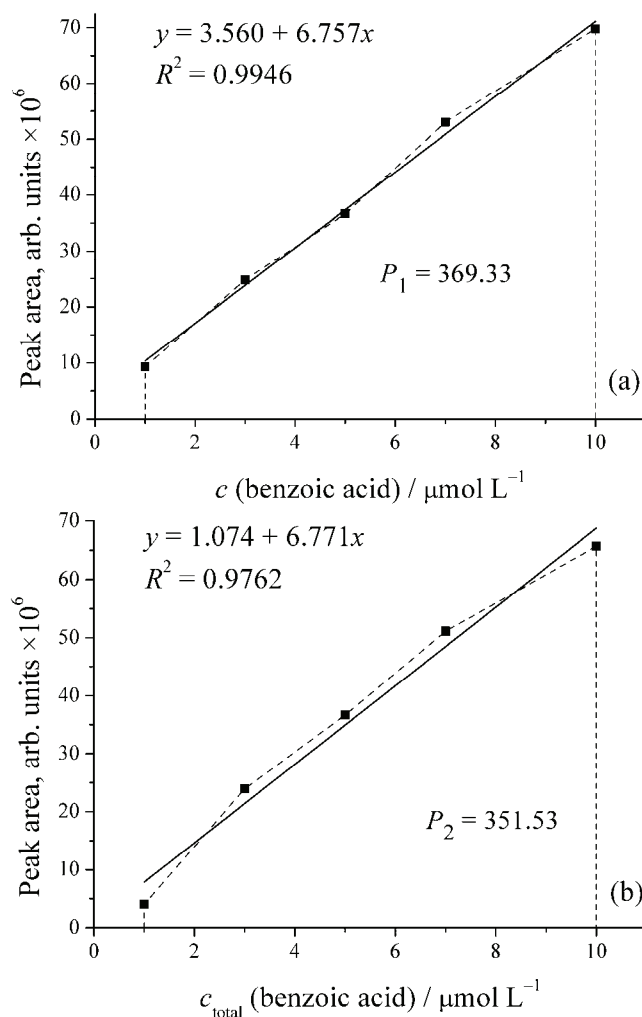 y = 3.560 + 6.757x
R² = 0.9946
P₁ = 369.33
(a)
Peak area, arb. units ×10⁶
70
60
50
40
30
20
10
0
0 2 4 6 8 10
c (benzoic acid) / μmol L⁻¹
y = 1.074 + 6.771x
R² = 0.9762
P₂ = 351.53
(b)
Peak area, arb. units ×10⁶
70
60
50
40
30
20
10
0
0 2 4 6 8 10
c_total (benzoic acid) / μmol L⁻¹